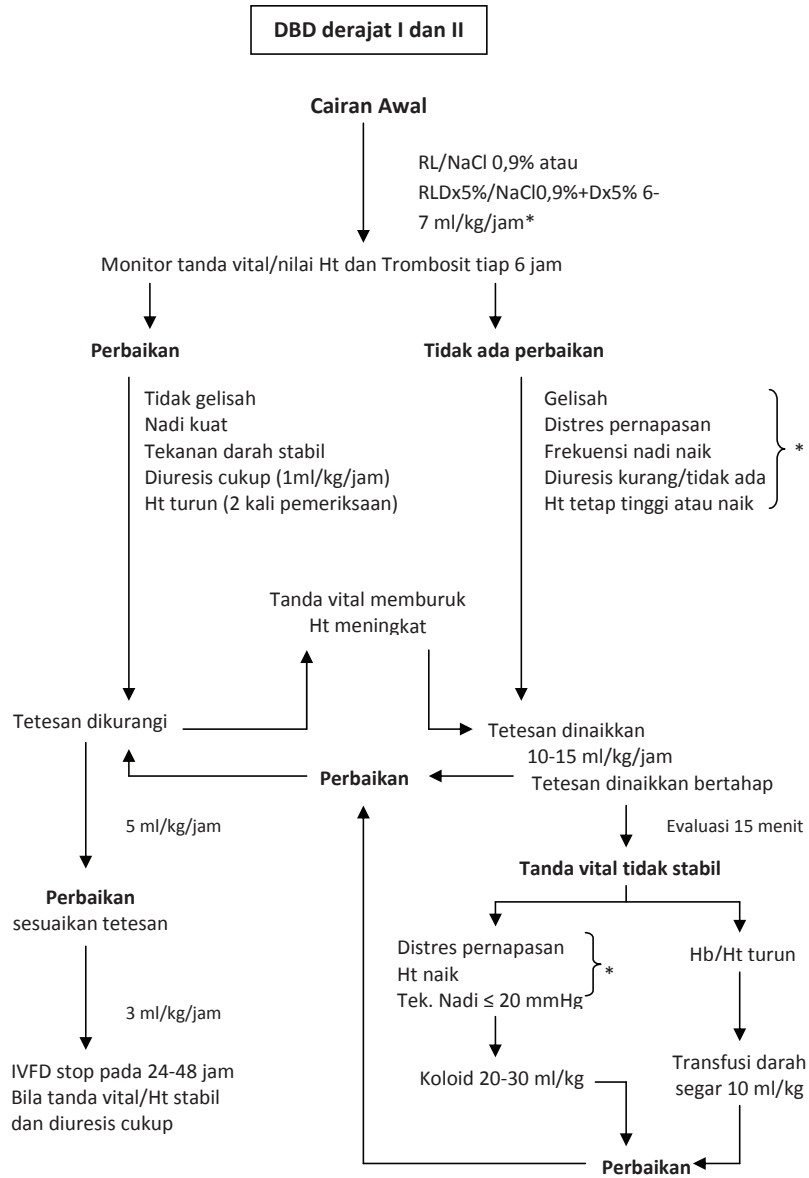 DBD derajat I dan II
Cairan Awal
RL/NaCl 0,9% atau
RLDx5%/NaCl0,9%+Dx5% 6-
7 ml/kg/jam*
Monitor tanda vital/nilai Ht dan Trombosit tiap 6 jam
Perbaikan
Tidak gelisah
Nadi kuat
Tekanan darah stabil
Diuresis cukup (1ml/kg/jam)
Ht turun (2 kali pemeriksaan)
Tidak ada perbaikan
Gelisah
Distres pernapasan
Frekuensi nadi naik
Diuresis kurang/tidak ada
Ht tetap tinggi atau naik
*
Tanda vital memburuk
Ht meningkat
Tetesan dikurangi
Tetesan dinaikkan
10-15 ml/kg/jam
Tetesan dinaikkan bertahap
Perbaikan
5 ml/kg/jam
Evaluasi 15 menit
Perbaikan
sesuaikan tetesan
Tanda vital tidak stabil
Distres pernapasan
Ht naik
Tek. Nadi ≤ 20 mmHg
*
Hb/Ht turun
3 ml/kg/jam
IVFD stop pada 24-48 jam
Bila tanda vital/Ht stabil
dan diuresis cukup
Koloid 20-30 ml/kg
Transfusi darah
segar 10 ml/kg
Perbaikan